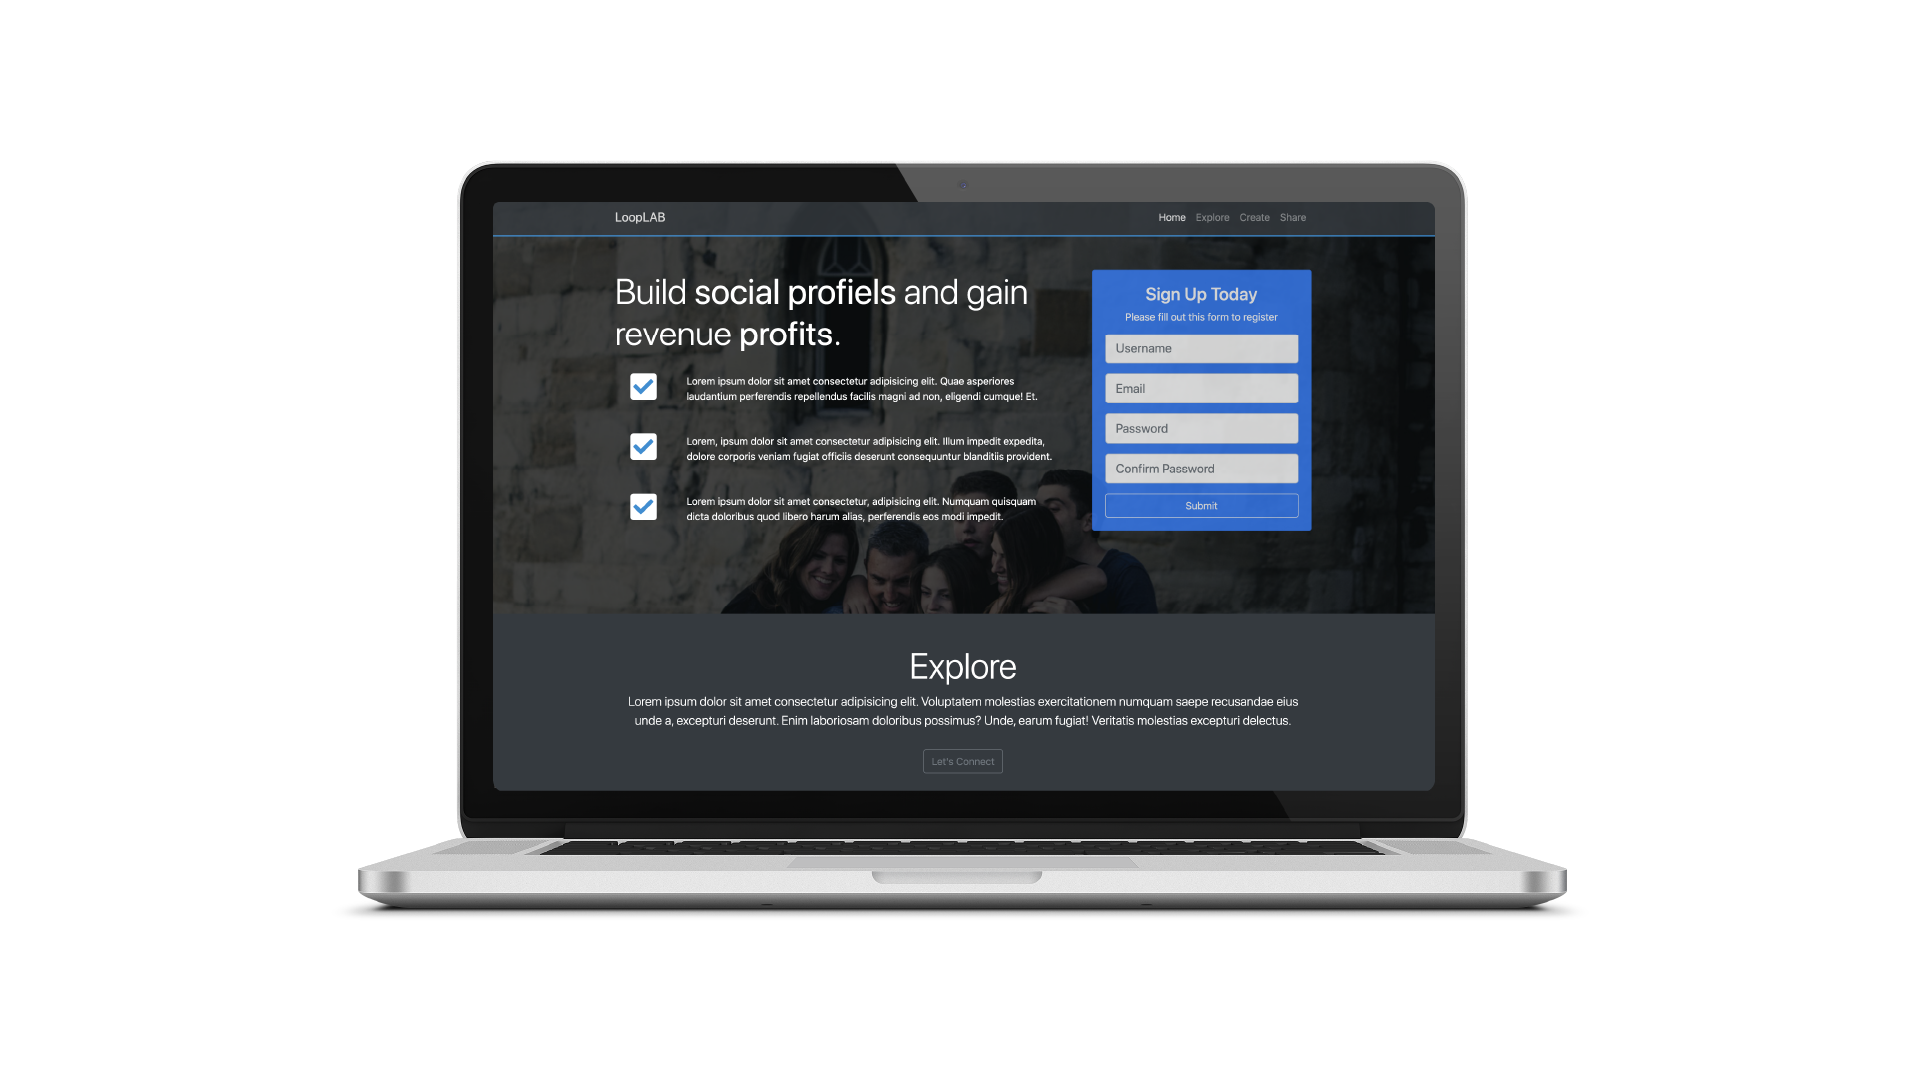 LoopLAB
Home Explore Create Share
Build social profiels and gain
revenue profits.
Lorem ipsum dolor sit amet consectetur adipisicing elit. Quae asperiores
laudantium perferendis repellendus facilis magni ad non, eligendi cumque! Et.
Lorem, ipsum dolor sit amet consectetur adipisicing elit. Illum impedit expedita,
dolore corporis veniam fugiat officiis deserunt consequuntur blanditiis provident.
Lorem ipsum dolor sit amet consectetur, adipisicing elit. Numquam quisquam
dicta doloribus quod libero harum alias, perferendis eos modi impedit.
Sign Up Today
Please fill out this form to register
Username
Email
Password
Confirm Password
Submit
Explore
Lorem ipsum dolor sit amet consectetur adipisicing elit. Voluptatem molestias exercitationem numquam saepe recusandae eius
unde a, excepturi deserunt. Enim laboriosam doloribus possimus? Unde, earum fugiat! Veritatis molestias excepturi delectus.
Let's Connect